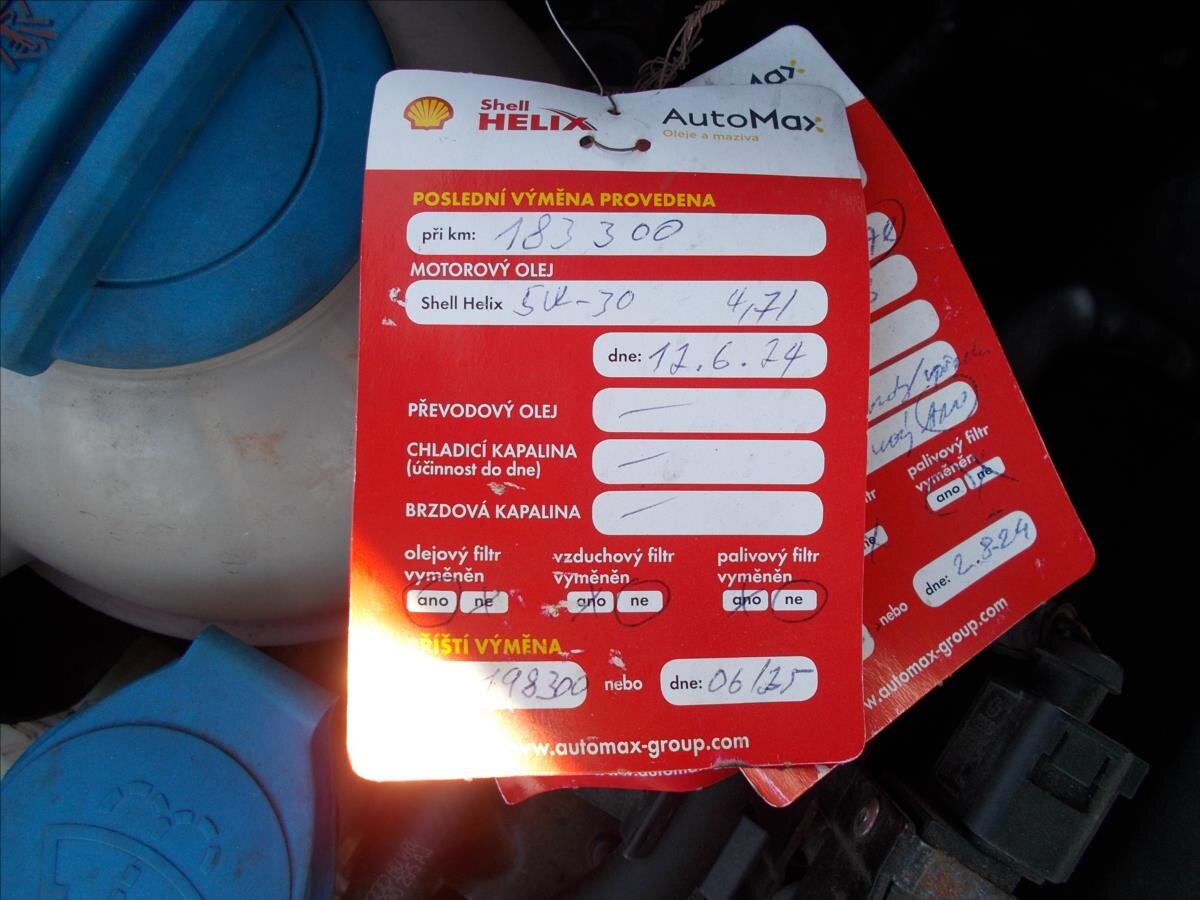 Shell
HELIX
AutoMax
Oleje a maziva
POSLEDNÍ VÝMĚNA PROVEDENA
při km: 183 300
MOTOROVÝ OLEJ
Shell Helix 5W-30 4,7l
dne: 12.6.24
PŘEVODOVÝ OLEJ —
CHLADICÍ KAPALINA —
(účinnost do dne)
BRZDOVÁ KAPALINA —
olejový filtr vzduchový filtr palivový filtr
vyměněn vyměněn vyměněn
ano ne ano ne ano ne
PŘÍŠTÍ VÝMĚNA
198300 nebo dne: 06/25
www.automax-group.com
palivový filtr
vyměněn
ano ne
dne: 2.8-24
nebo
www.automax-group.com